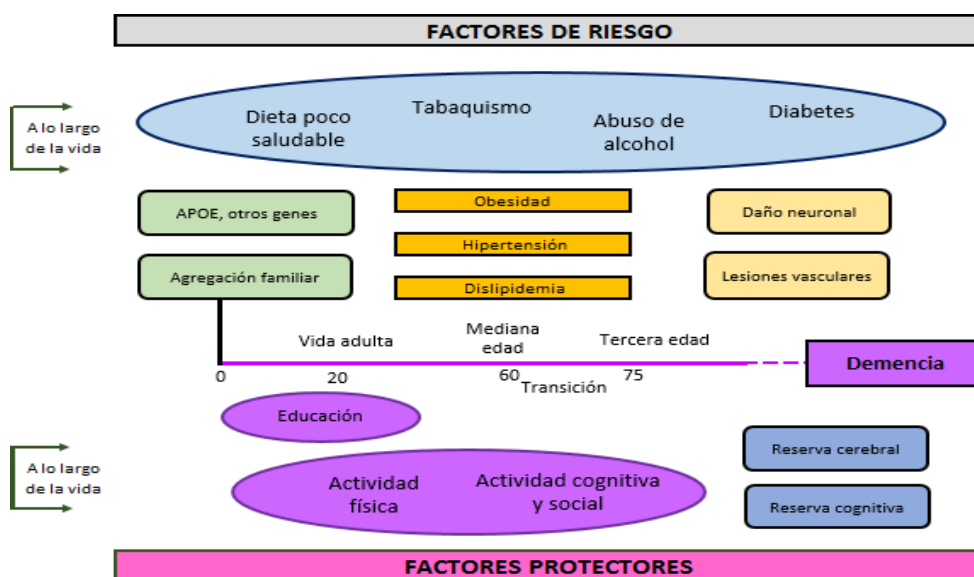 FACTORES DE RIESGO
A lo largo
de la vida
Dieta poco
saludable
Tabaquismo
Abuso de
alcohol
Diabetes
APOE, otros genes
Obesidad
Daño neuronal
Hipertensión
Agregación familiar
Dislipidemia
Lesiones vasculares
Vida adulta
Mediana
edad
Tercera edad
Demencia
0
20
60
75
Transición
Educación
A lo largo
de la vida
Actividad
física
Actividad cognitiva
y social
Reserva cerebral
Reserva cognitiva
FACTORES PROTECTORES